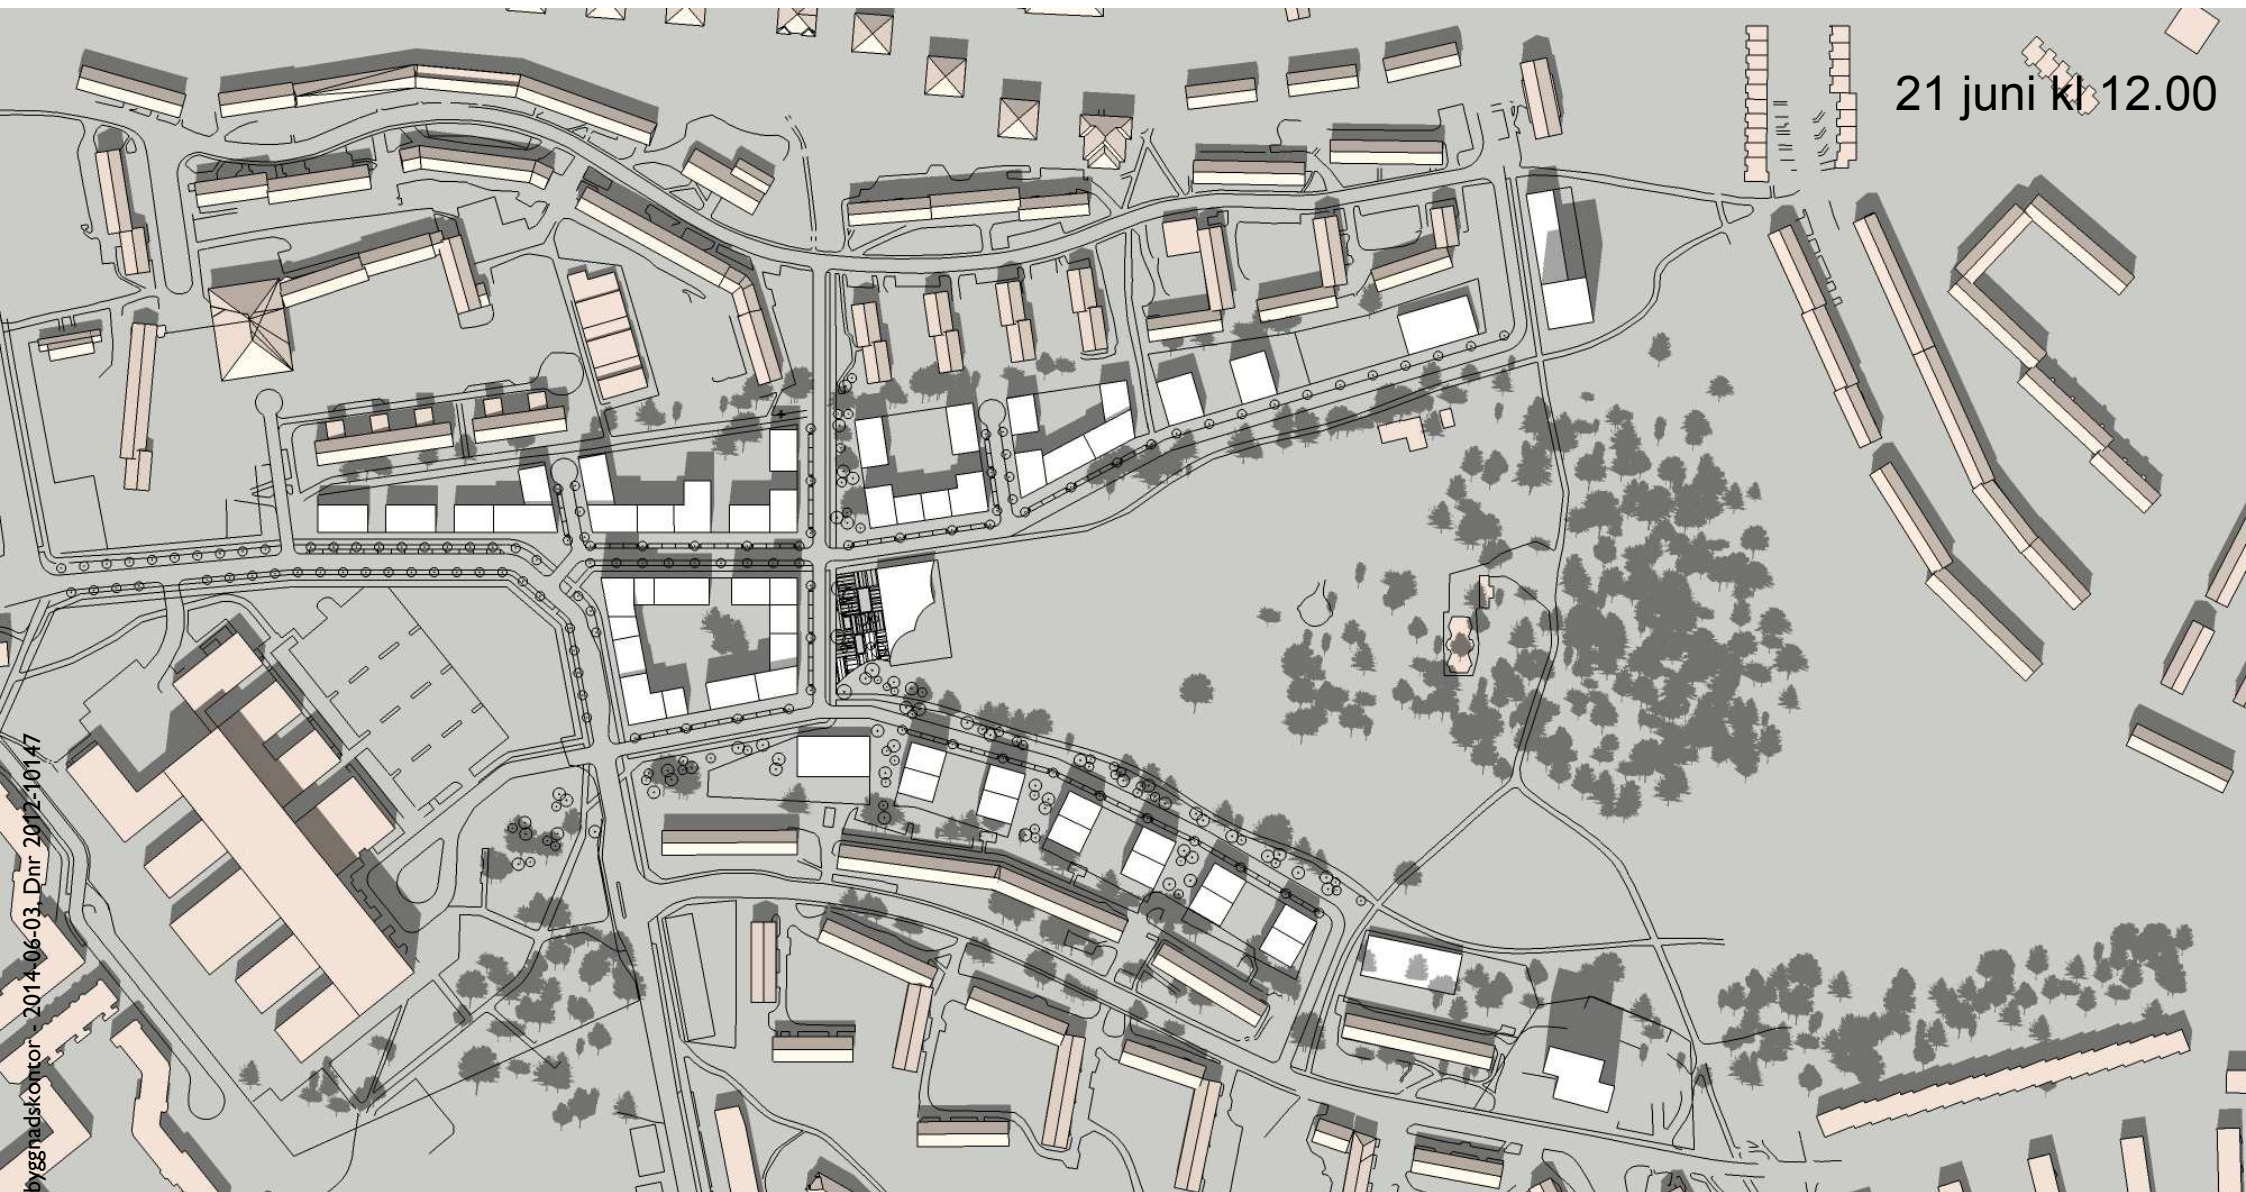 21 juni kl 12.00
byggnadskontor - 2014-06-03, Dnr 2012-10147